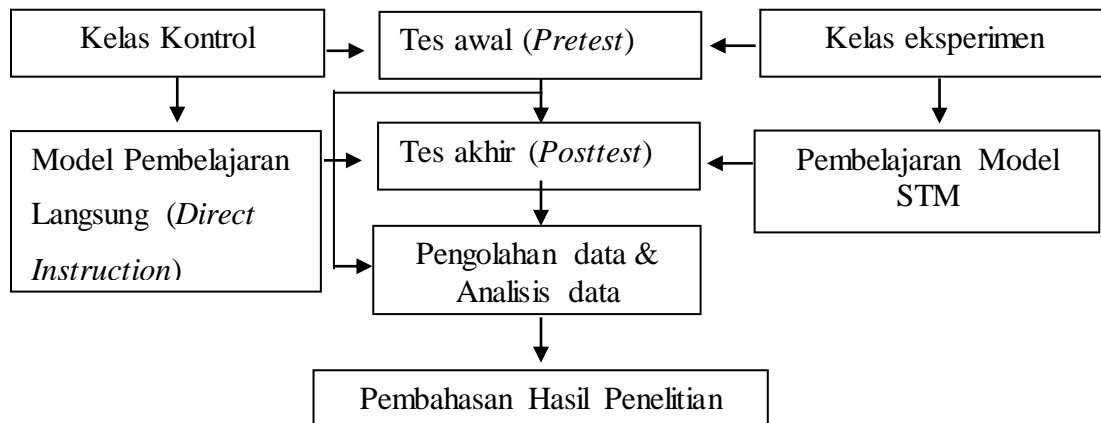 Kelas Kontrol
Tes awal (Pretest)
Kelas eksperimen
Model Pembelajaran
Langsung (Direct
Instruction)
Tes akhir (Posttest)
Pembelajaran Model
STM
Pengolahan data &
Analisis data
Pembahasan Hasil Penelitian